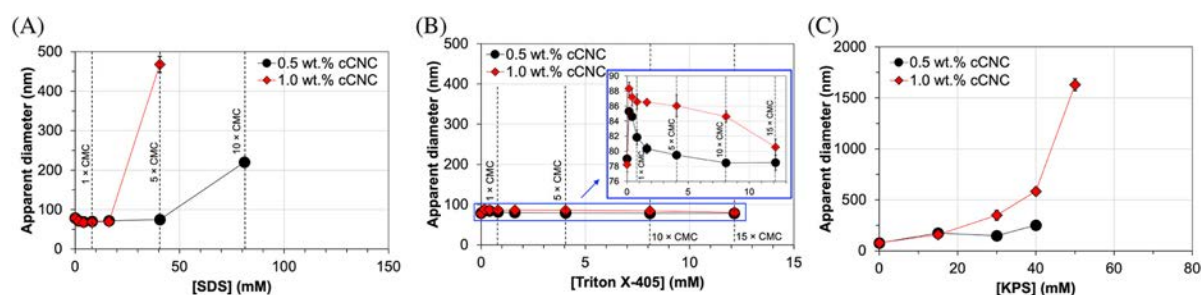 (A)
500
400
300
200
100
0
Apparent diameter (nm)
0.5 wt.% cCNC
1.0 wt.% cCNC
1 × CMC
5 × CMC
10 × CMC
0
50
100
150
[SDS] (mM)
(B)
500
400
300
200
100
0
Apparent diameter (nm)
0.5 wt.% cCNC
1.0 wt.% cCNC
1 × CMC
5 × CMC
10 × CMC
15 × CMC
90
88
86
84
82
80
78
76
1 × CMC
5 × CMC
10 × CMC
15 × CMC
0
5
10
0
5
10
15
[Triton X-405] (mM)
(C)
2000
1500
1000
500
0
Apparent diameter (nm)
0.5 wt.% cCNC
1.0 wt.% cCNC
0
20
40
60
80
[KPS] (mM)